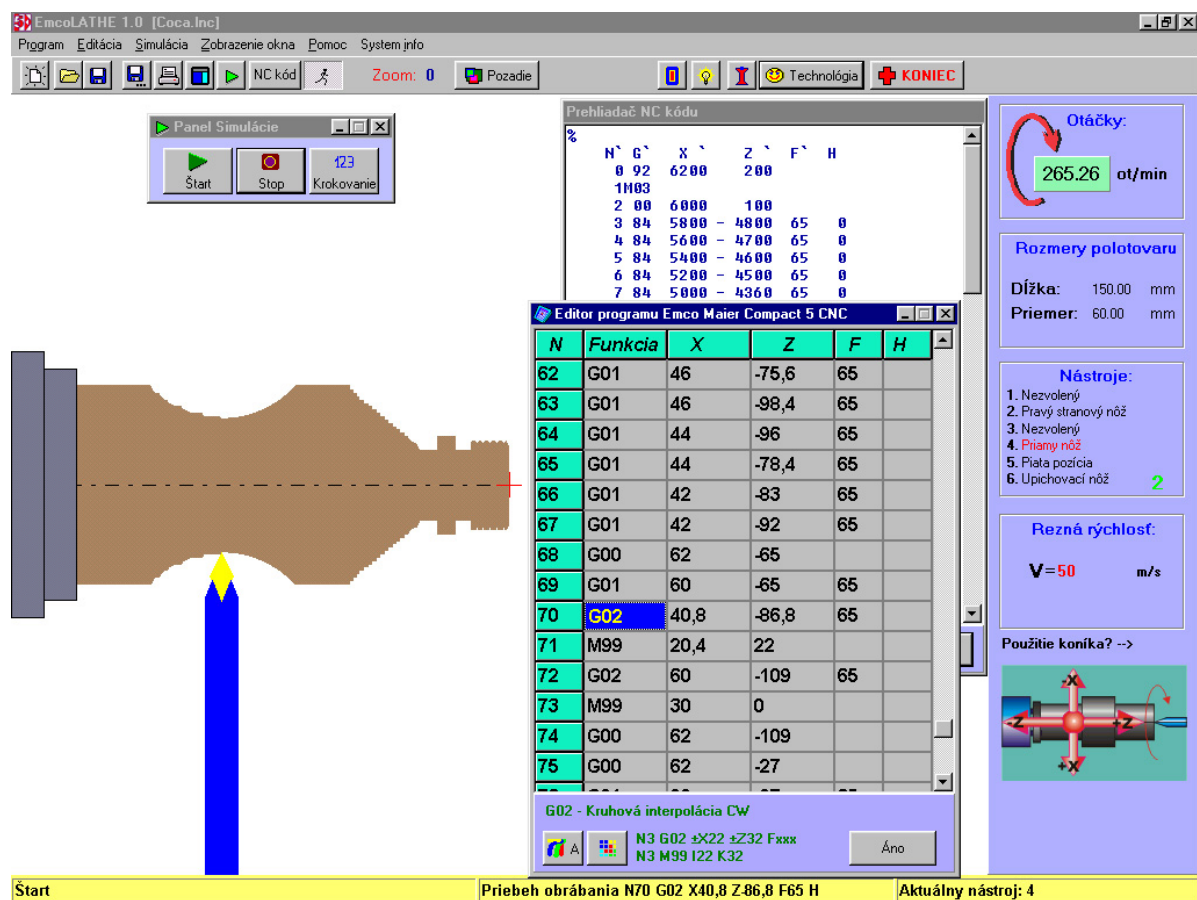 EmcoLATHE 1.0 [Coca.Inc]
Program Editácia Simulácia Zobrazenie okna Pomoc System info
NC kód Zoom: 0 Pozadie Technológia KONIEC
Panel Simulácie
Štart Stop 123 Krokovanie
Prehliadač NC kódu
%
N` G` X ` Z ` F` H
0 92 6200 200
1M03
2 00 6000 100
3 84 5800 - 4800 65 0
4 84 5600 - 4700 65 0
5 84 5400 - 4600 65 0
6 84 5200 - 4500 65 0
7 84 5000 - 4360 65 0
Editor programu Emco Maier Compact 5 CNC
N Funkcia X Z F H
62 G01 46 -75,6 65
63 G01 46 -98,4 65
64 G01 44 -96 65
65 G01 44 -78,4 65
66 G01 42 -83 65
67 G01 42 -92 65
68 G00 62 -65
69 G01 60 -65 65
70 G02 40,8 -86,8 65
71 M99 20,4 22
72 G02 60 -109 65
73 M99 30 0
74 G00 62 -109
75 G00 62 -27
G02 - Kruhová interpolácia CW
A
N3 G02 ±X22 ±Z32 Fxxx
N3 M99 I22 K32
Áno
Otáčky:
265.26 ot/min
Rozmery polotovaru
Dĺžka: 150.00 mm
Priemer: 60.00 mm
Nástroje:
1. Nezvolený
2. Pravý stranový nôž
3. Nezvolený
4. Priamy nôž
5. Piata pozícia
6. Upichovací nôž
2
Rezná rýchlosť:
V=50 m/s
Použitie koníka? -->
-X
-Z +Z
+X
Štart
Priebeh obrábania N70 G02 X40,8 Z-86,8 F65 H
Aktuálny nástroj: 4